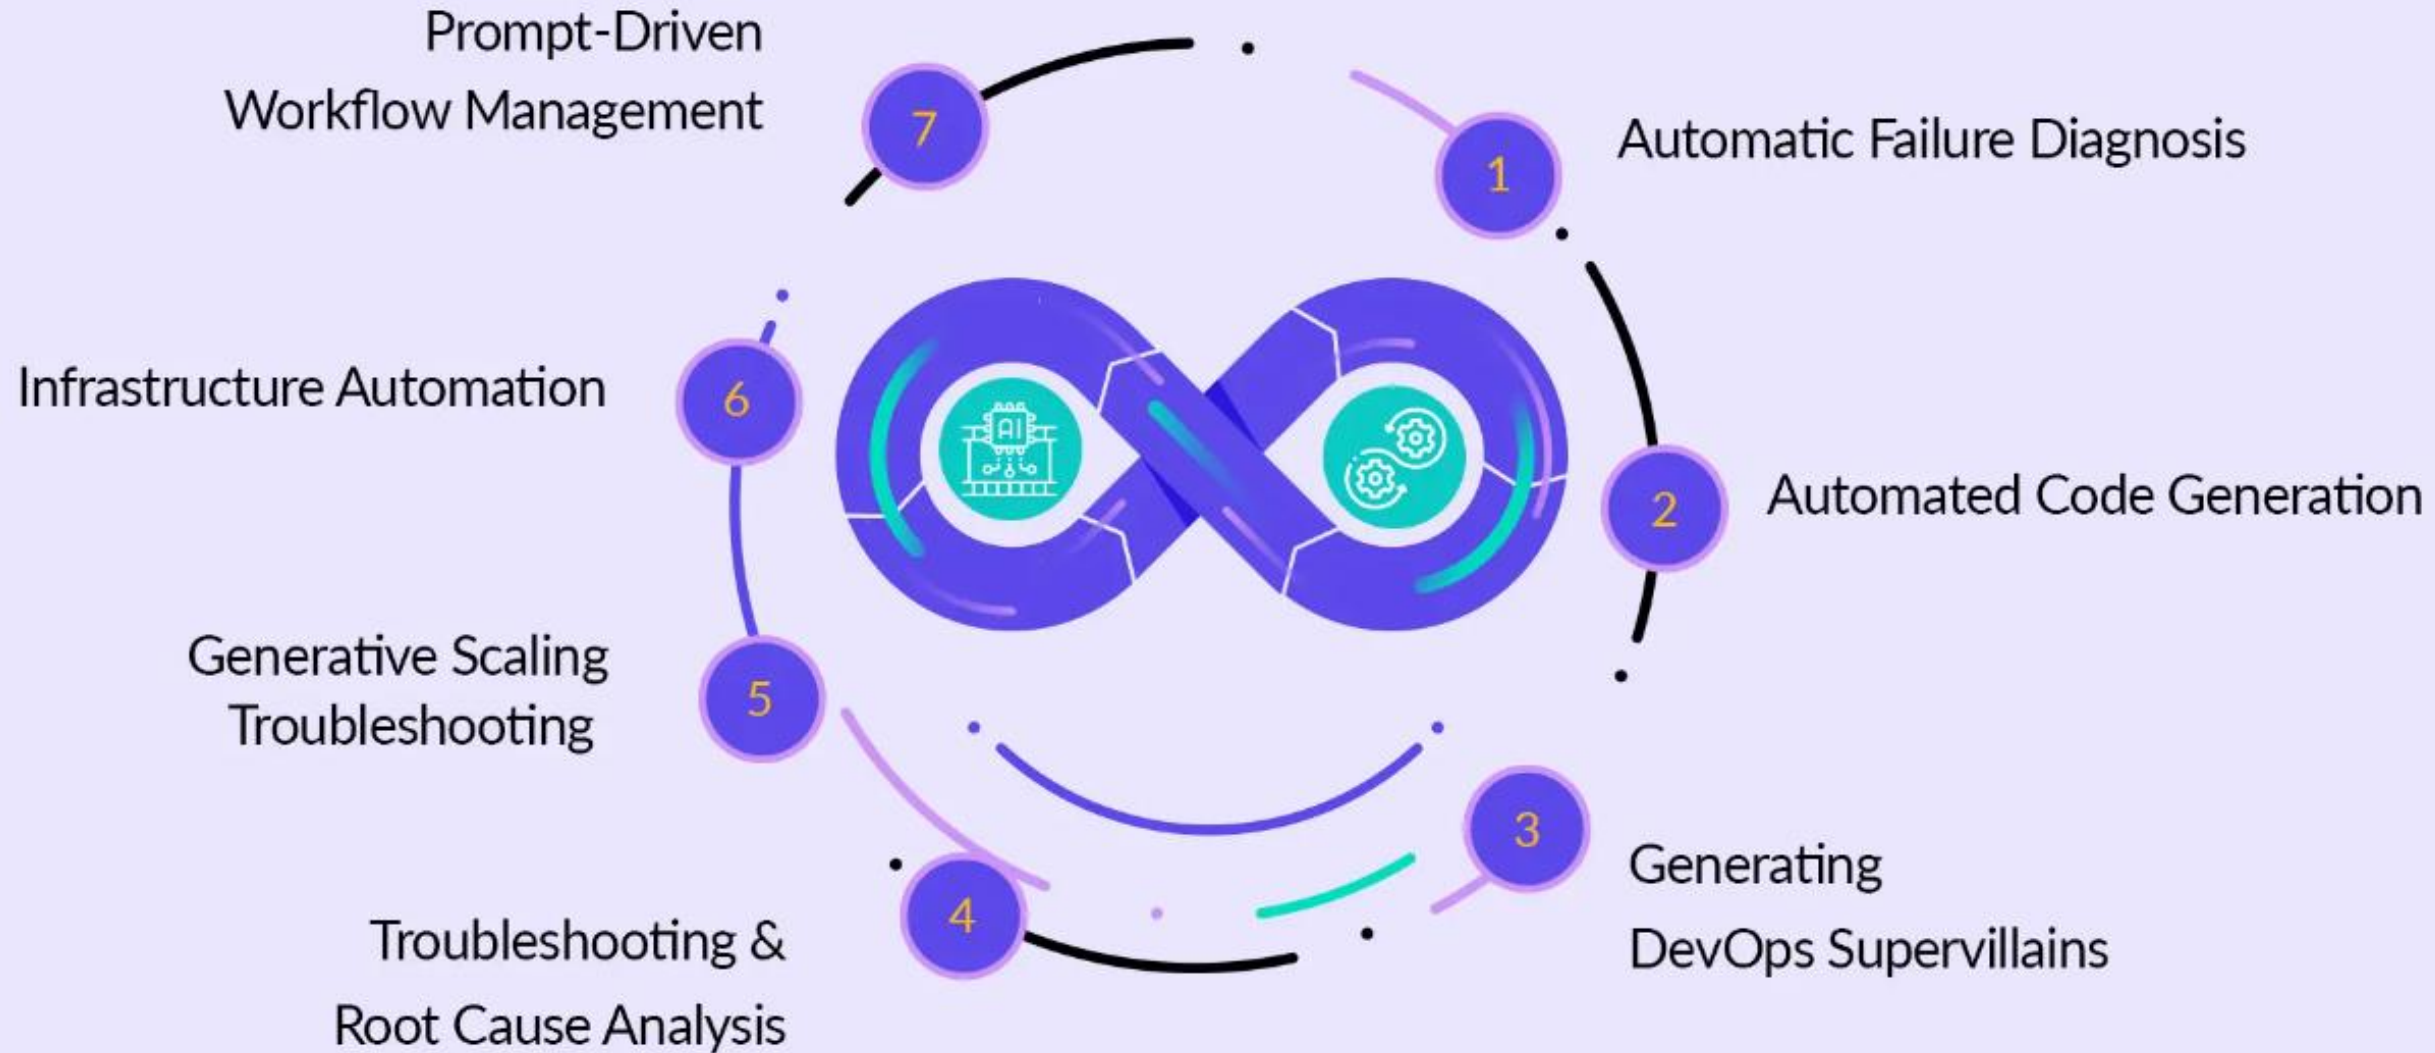 Prompt-Driven
Workflow Management
7
1
Automatic Failure Diagnosis
Infrastructure Automation
6
AI
2
Automated Code Generation
Generative Scaling
Troubleshooting
5
3
Generating
DevOps Supervillains
4
Troubleshooting &
Root Cause Analysis